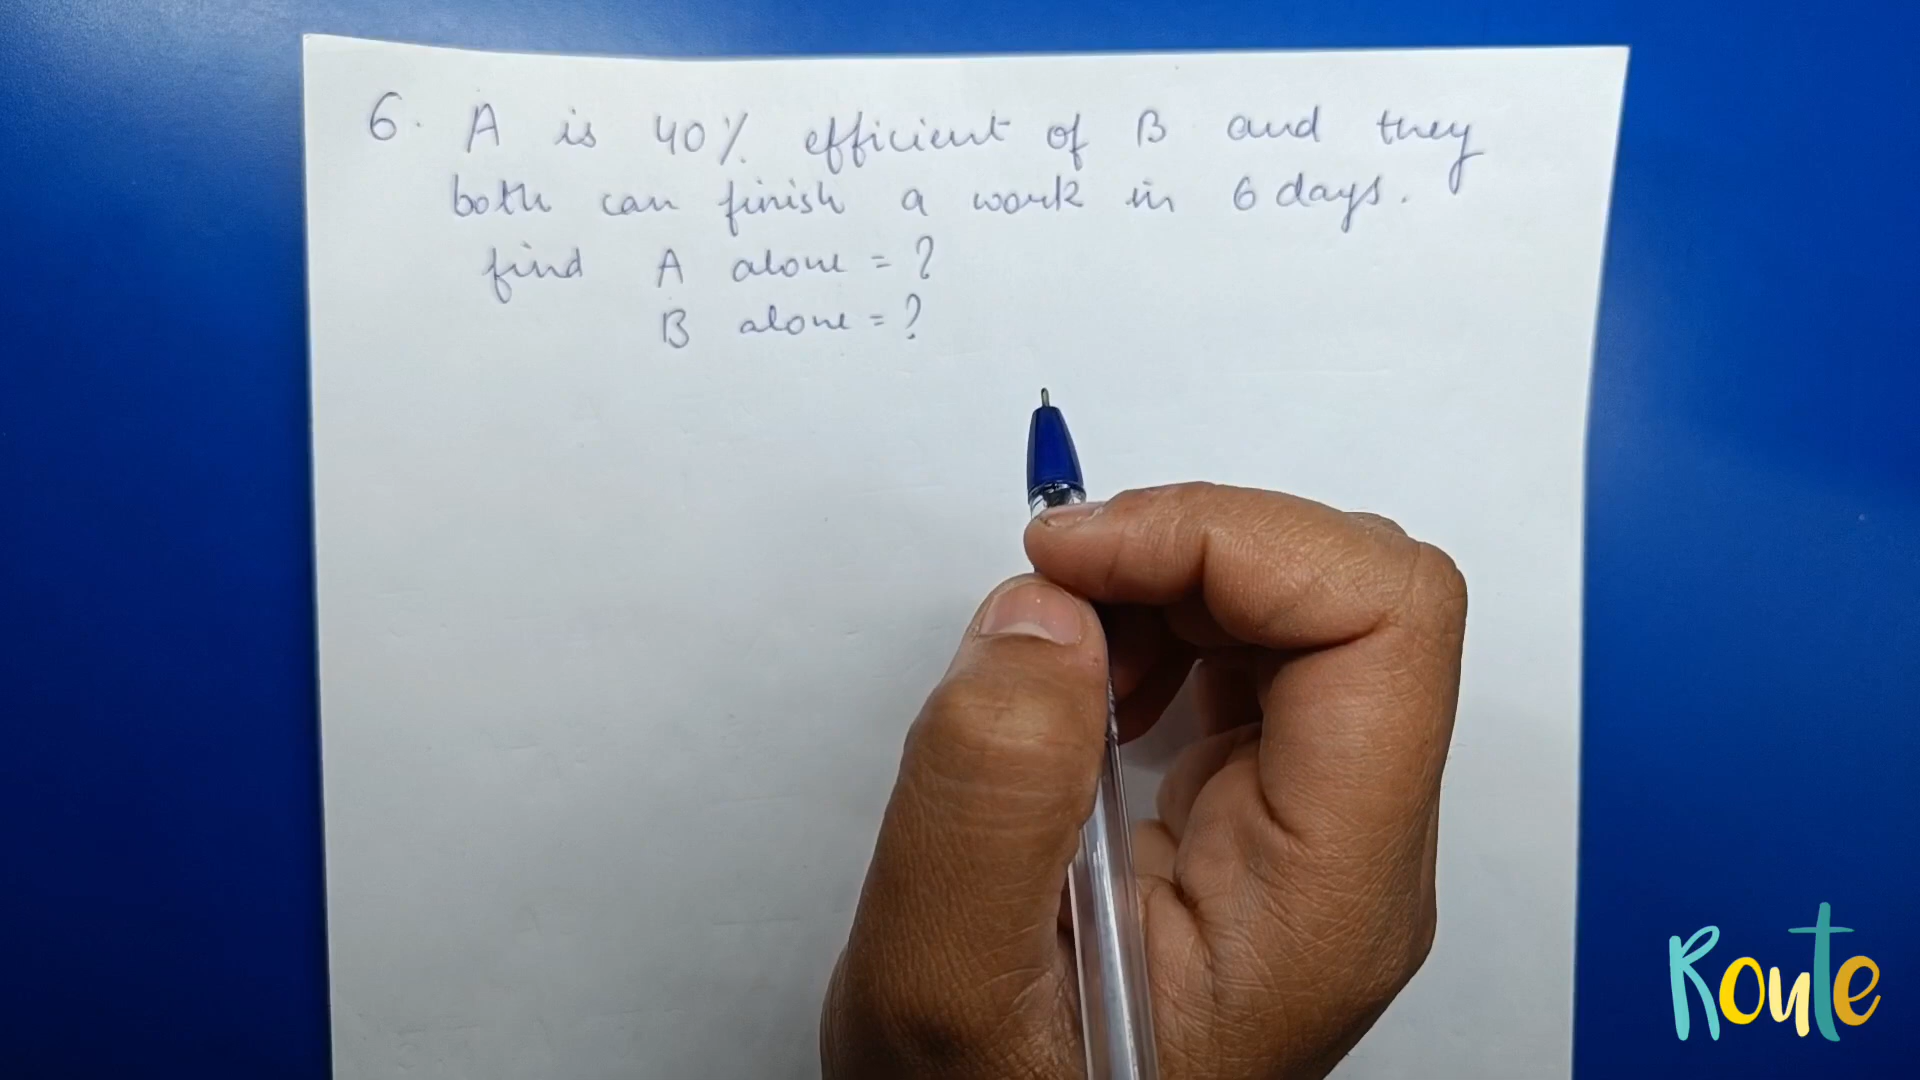 6. A is 40% efficient of B and they
both can finish a work in 6 days.
find A alone = ?
B alone = ?
Route